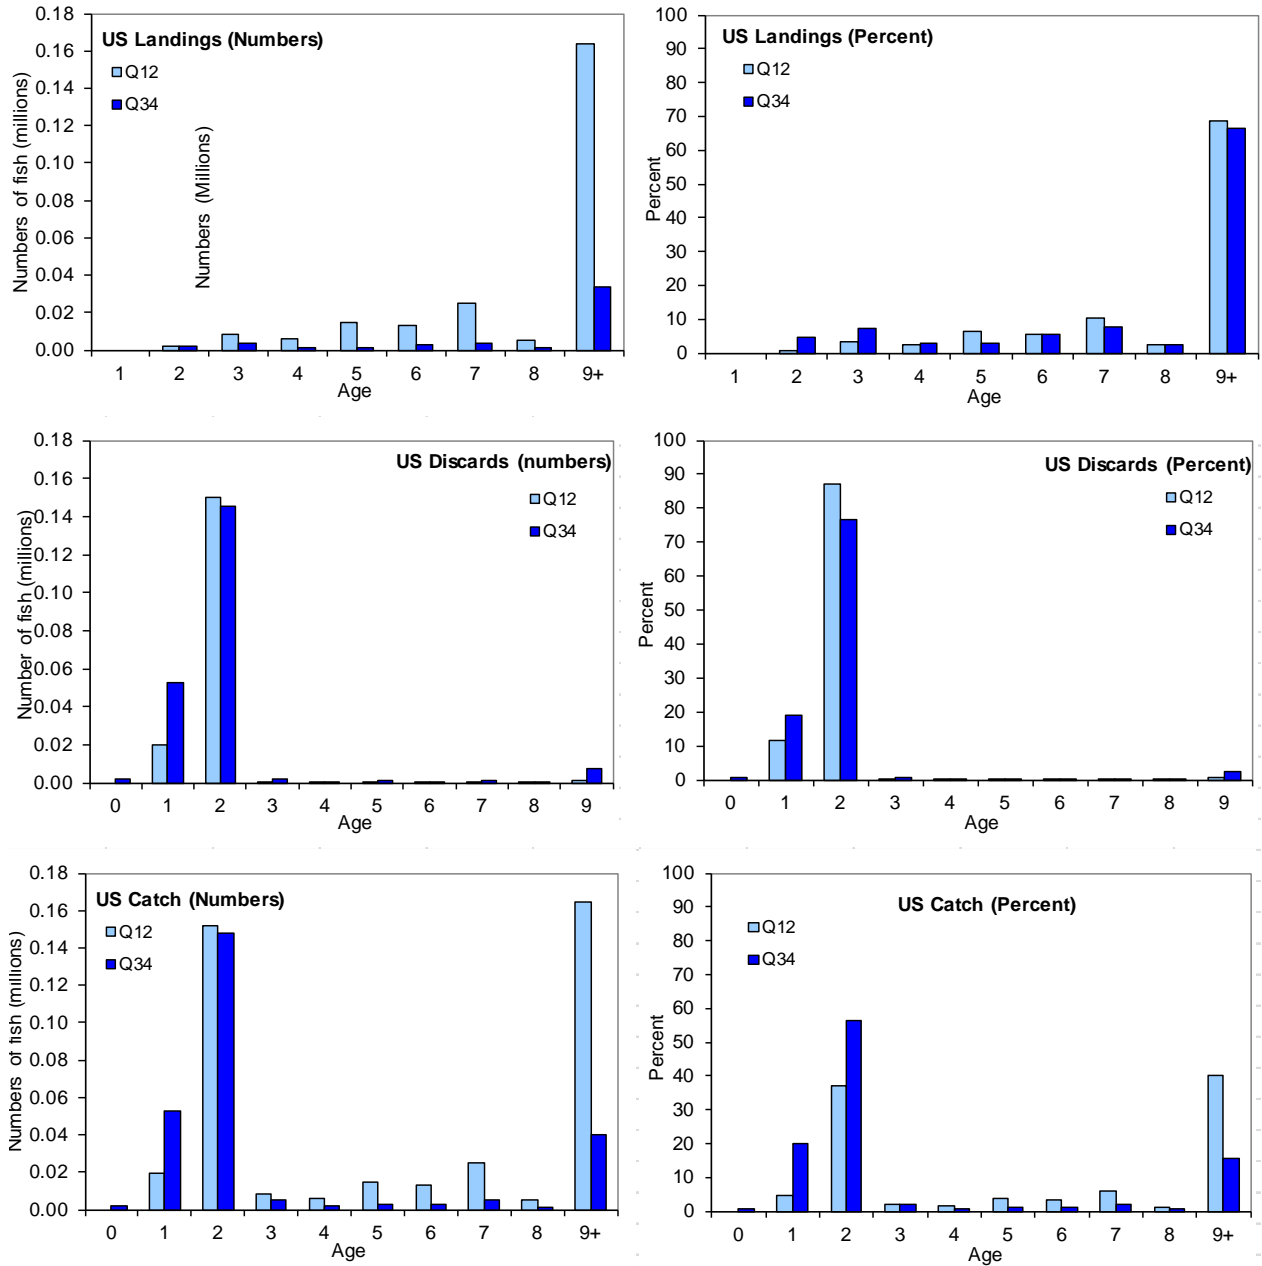 US Landings (Numbers)
Q12
Q34
Numbers of fish (millions)
Numbers (Millions)
0.18
0.16
0.14
0.12
0.10
0.08
0.06
0.04
0.02
0.00
1 2 3 4 5 6 7 8 9+
Age
US Landings (Percent)
Q12
Q34
Percent
100
90
80
70
60
50
40
30
20
10
0
1 2 3 4 5 6 7 8 9+
Age
US Discards (numbers)
Q12
Q34
Number of fish (millions)
0.18
0.16
0.14
0.12
0.10
0.08
0.06
0.04
0.02
0.00
0 1 2 3 4 5 6 7 8 9
Age
US Discards (Percent)
Q12
Q34
Percent
100
90
80
70
60
50
40
30
20
10
0
0 1 2 3 4 5 6 7 8 9
Age
US Catch (Numbers)
Q12
Q34
Numbers of fish (millions)
0.18
0.16
0.14
0.12
0.10
0.08
0.06
0.04
0.02
0.00
0 1 2 3 4 5 6 7 8 9+
Age
US Catch (Percent)
Q12
Q34
Percent
100
90
80
70
60
50
40
30
20
10
0
0 1 2 3 4 5 6 7 8 9+
Age